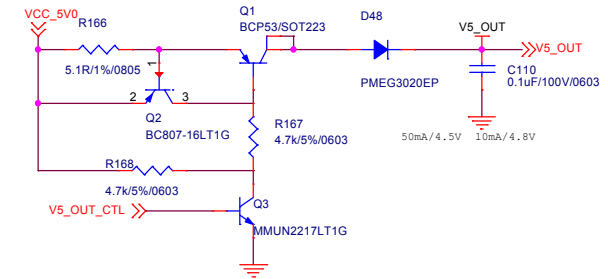 VCC_5V0
R166
5.1R/1%/0805
Q1
BCP53/SOT223
D48
PMEG3020EP
V5_OUT
V5_OUT
C110
0.1uF/100V/0603
50mA/4.5V 10mA/4.8V
1
2
3
Q2
BC807-16LT1G
R167
4.7k/5%/0603
R168
4.7k/5%/0603
V5_OUT_CTL
Q3
MMUN2217LT1G